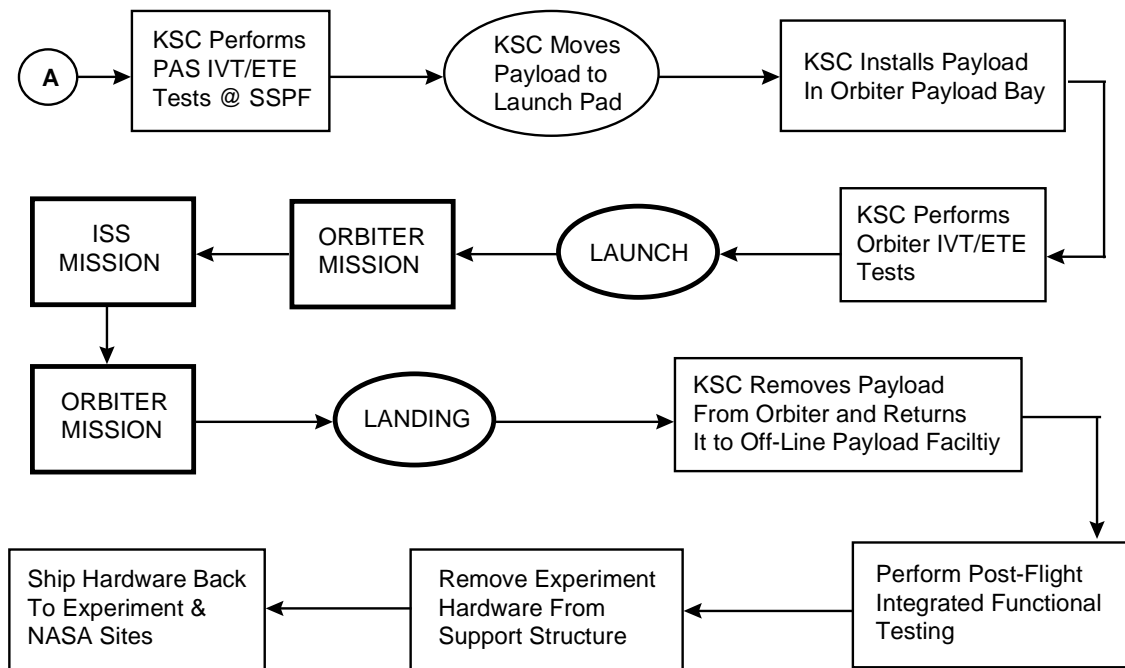 A
KSC Performs
PAS IVT/ETE
Tests @ SSPF
KSC Moves
Payload to
Launch Pad
KSC Installs Payload
In Orbiter Payload Bay
KSC Performs
Orbiter IVT/ETE
Tests
LAUNCH
ORBITER
MISSION
ISS
MISSION
ORBITER
MISSION
LANDING
KSC Removes Payload
From Orbiter and Returns
It to Off-Line Payload Faciltiy
Perform Post-Flight
Integrated Functional
Testing
Remove Experiment
Hardware From
Support Structure
Ship Hardware Back
To Experiment &
NASA Sites